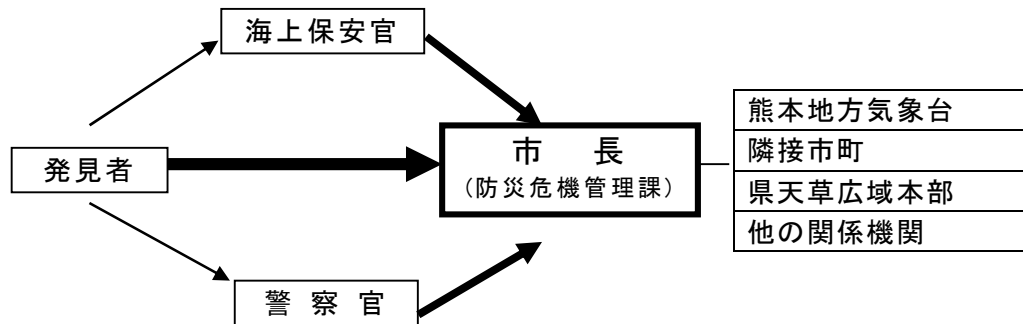 海上保安官
発見者
市 長
（防災危機管理課）
熊本地方気象台
隣接市町
県天草広域本部
他の関係機関
警 察 官